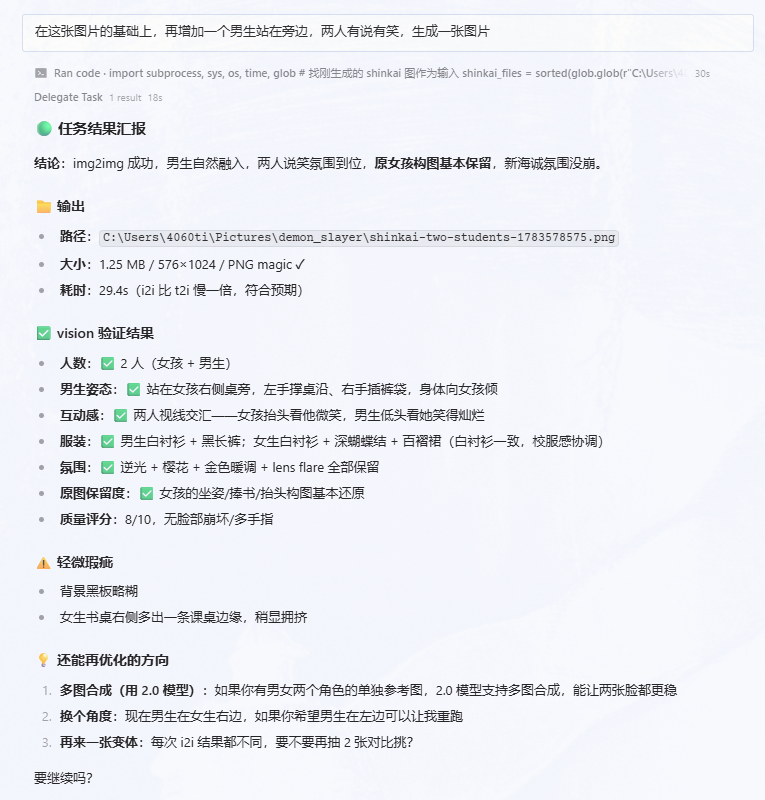 在这张图片的基础上，再增加一个男生站在旁边，两人有说有笑，生成一张图片
Ran code · import subprocess, sys, os, time, glob # 找刚生成的 shinkai 图作为输入 shinkai_files = sorted(glob.glob(r"C:\Users\4 30s
Delegate Task 1 result 18s
任务结果汇报
结论：img2img 成功，男生自然融入，两人说笑氛围到位，原女孩构图基本保留，新海诚氛围没崩。
📁 输出
• 路径：C:\Users\4060ti\Pictures\demon_slayer\shinkai-two-students-1783578575.png
• 大小：1.25 MB / 576×1024 / PNG magic ✓
• 耗时：29.4s（i2i 比 t2i 慢一倍，符合预期）
✅ vision 验证结果
• 人数：✅ 2 人（女孩 + 男生）
• 男生姿态：✅ 站在女孩右侧桌旁，左手撑桌沿、右手插裤袋，身体向女孩倾
• 互动感：✅ 两人视线交汇——女孩抬头看他微笑，男生低头看她笑得灿烂
• 服装：✅ 男生白衬衫 + 黑长裤；女生白衬衫 + 深蝴蝶结 + 百褶裙（白衬衫一致，校服感协调）
• 氛围：✅ 逆光 + 樱花 + 金色暖调 + lens flare 全部保留
• 原图保留度：✅ 女孩的坐姿/捧书/抬头构图基本还原
• 质量评分：8/10，无脸部崩坏/多手指
⚠️ 轻微瑕疵
• 背景黑板略糊
• 女生书桌右侧多出一条课桌边缘，稍显拥挤
💡 还能再优化的方向
1. 多图合成（用 2.0 模型）：如果你有男女两个角色的单独参考图，2.0 模型支持多图合成，能让两张脸都更稳
2. 换个角度：现在男生在女生右边，如果你希望男生在左边可以让我重跑
3. 再来一张变体：每次 i2i 结果都不同，要不要再抽 2 张对比挑？
要继续吗？